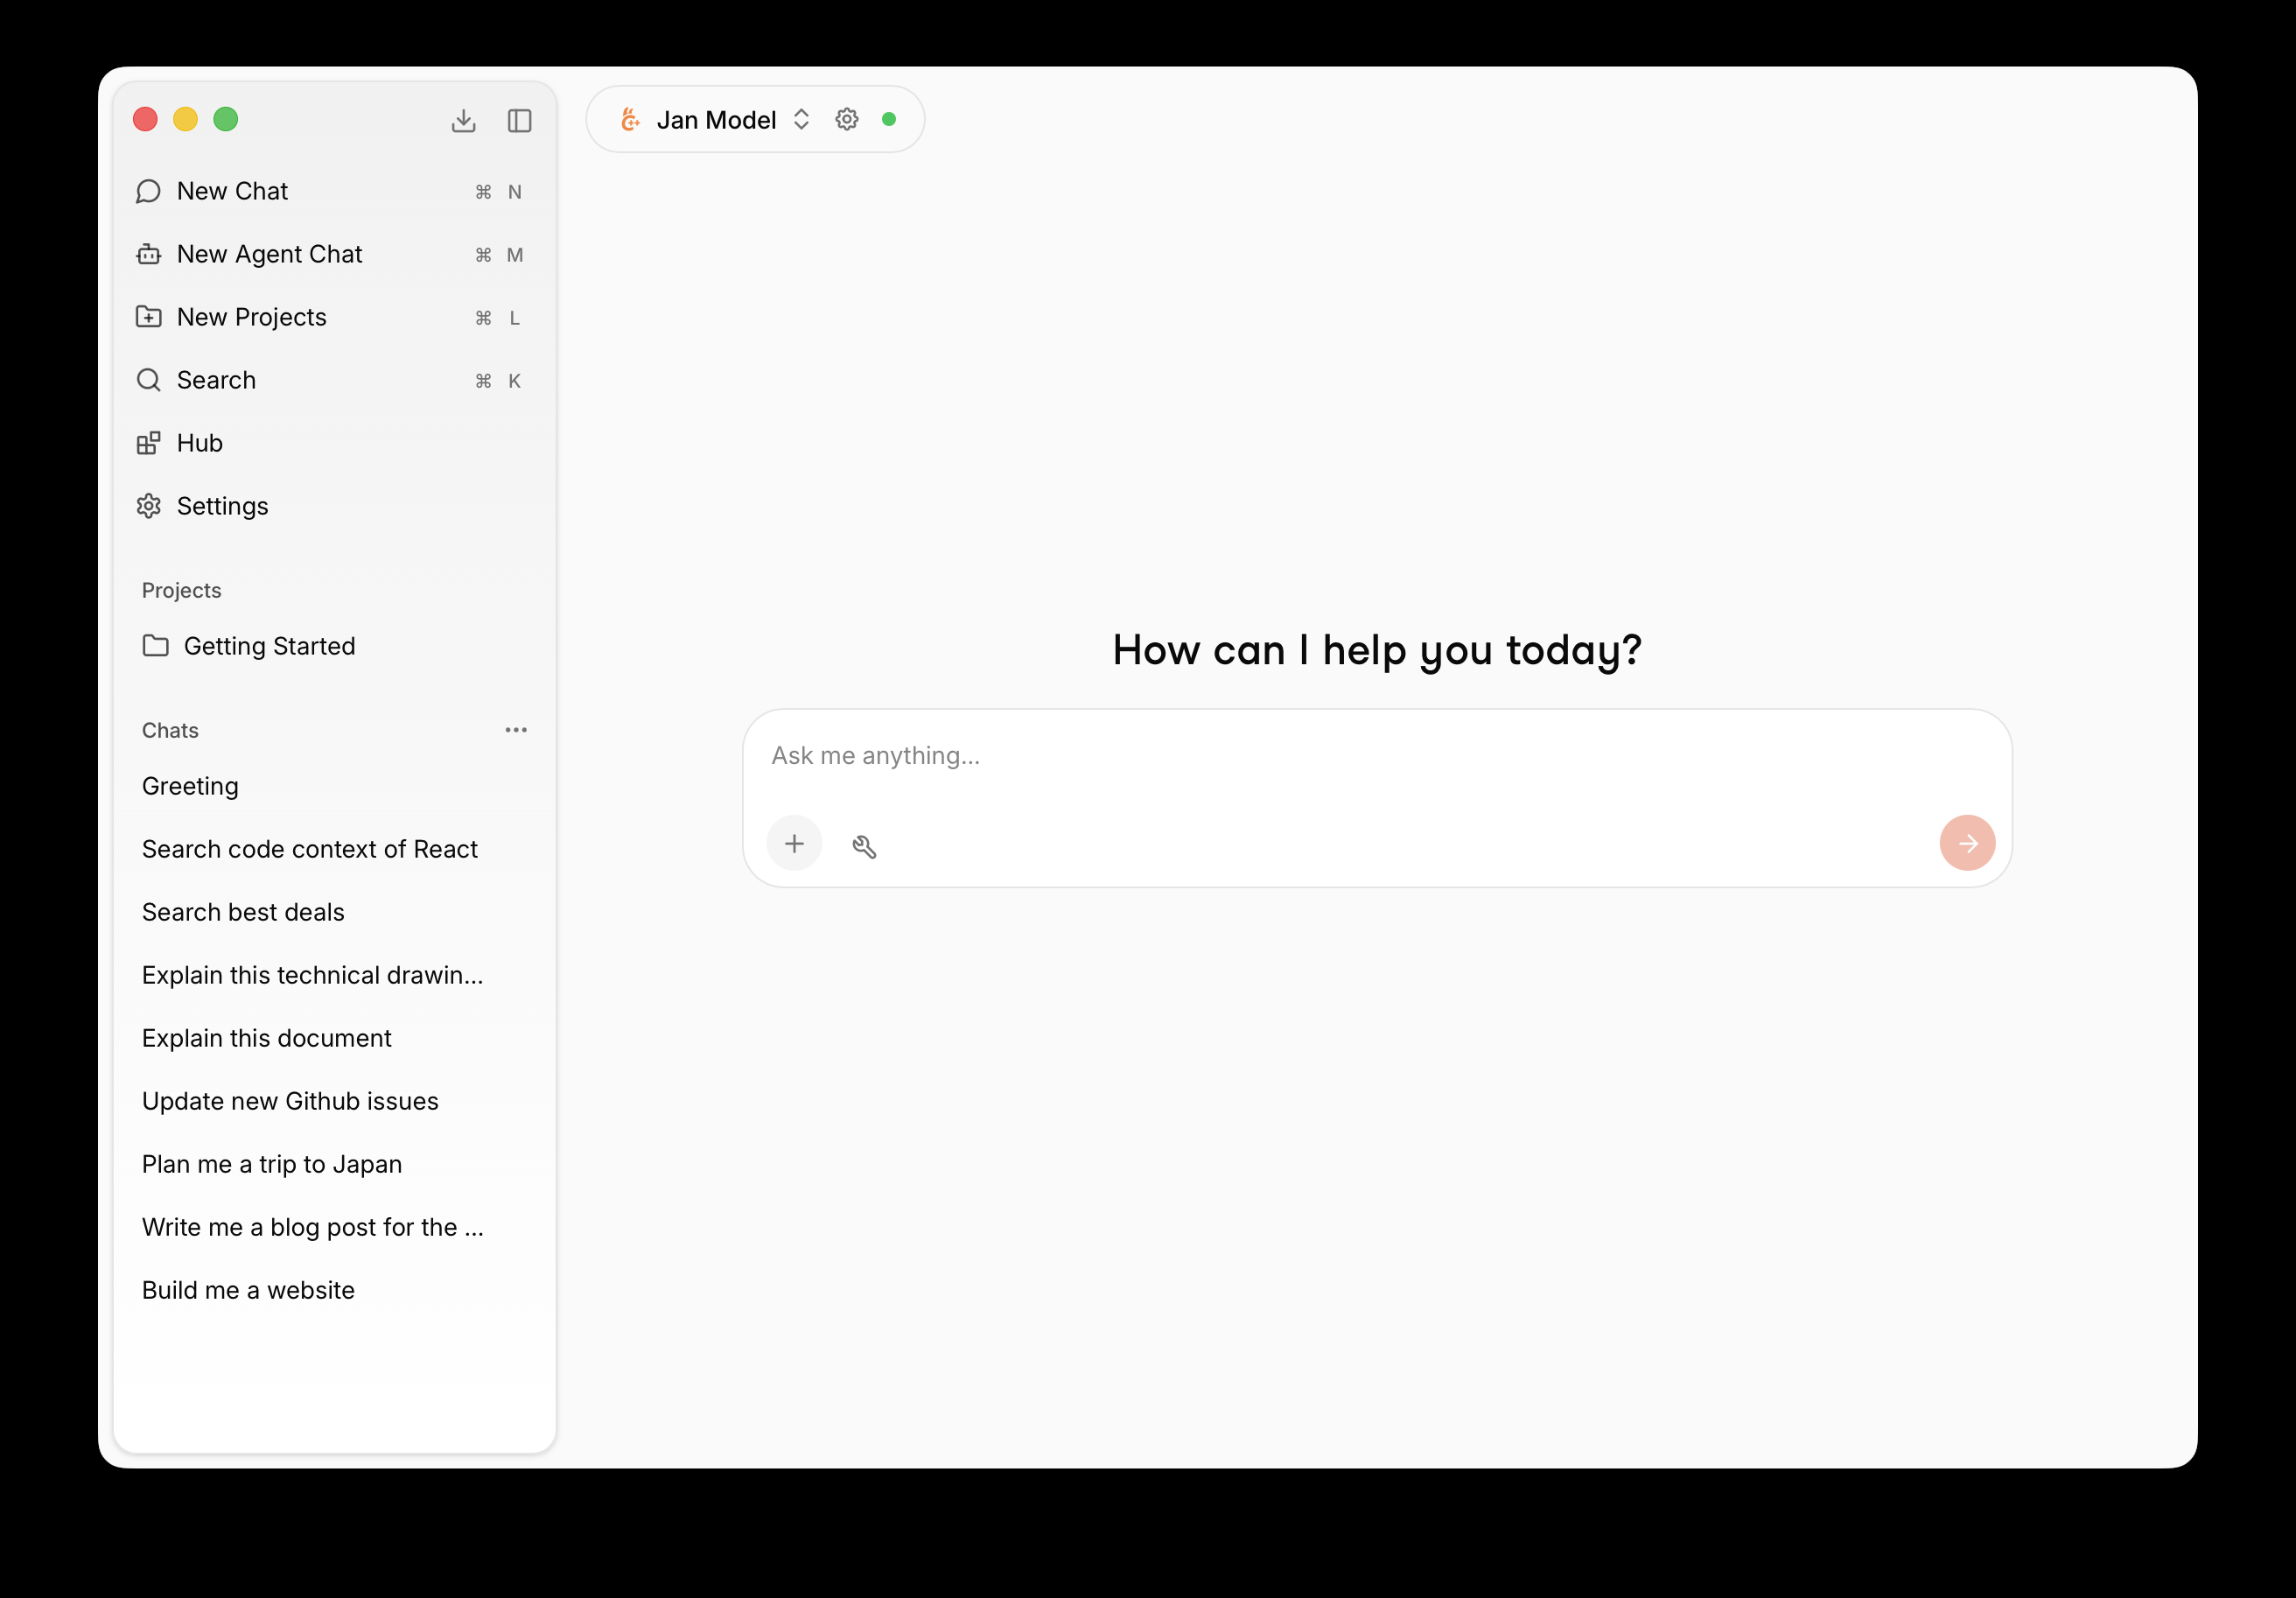 Jan Model
New Chat ⌘ N
New Agent Chat ⌘ M
New Projects ⌘ L
Search ⌘ K
Hub
Settings
Projects
Getting Started
Chats
Greeting
Search code context of React
Search best deals
Explain this technical drawin...
Explain this document
Update new Github issues
Plan me a trip to Japan
Write me a blog post for the ...
Build me a website
How can I help you today?
Ask me anything...